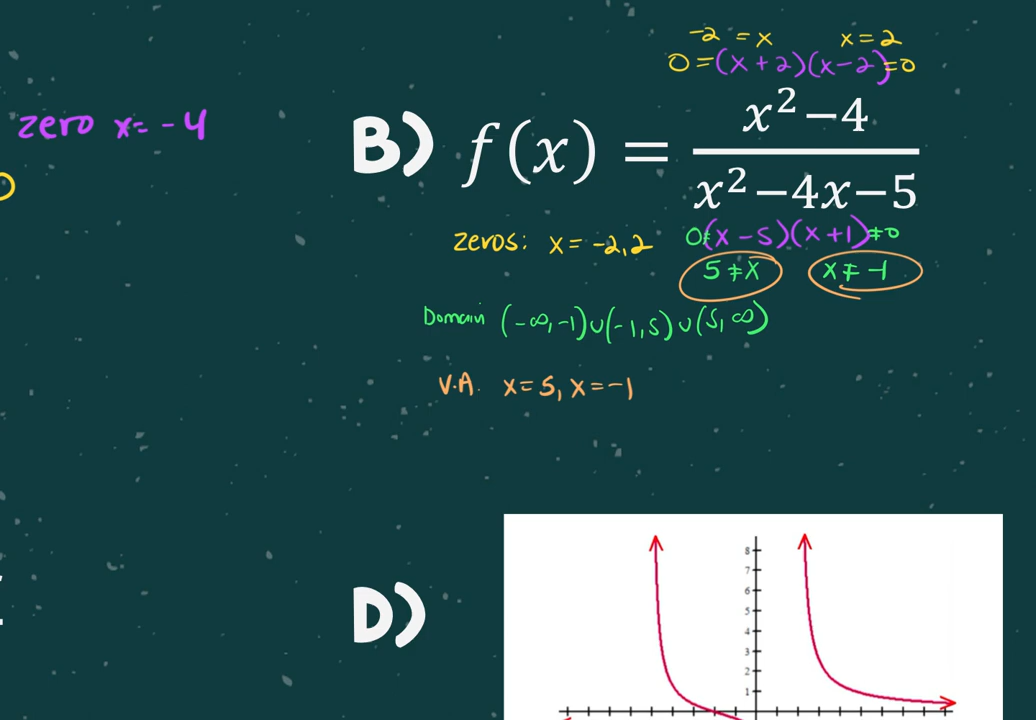 -2 = x x = 2
0 = (x + 2)(x - 2) = 0
zero x = -4
B) f(x) = \frac{x² - 4}{x² - 4x - 5}
zeros: x = -2, 2
0 ≠ (x - 5)(x + 1) ≠ 0
5 ≠ x x ≠ -1
Domain (-∞, -1) ∪ (-1, 5) ∪ (5, ∞)
V.A. x = 5, x = -1
D)
8
7
6
5
4
3
2
1